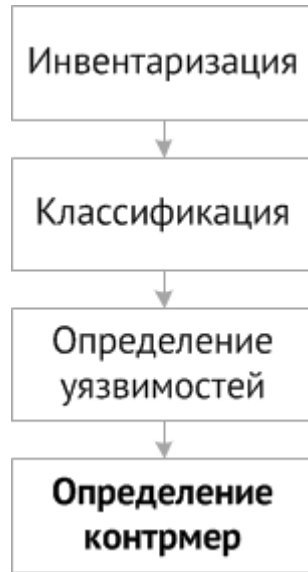 Инвентаризация
Классификация
Определение
уязвимостей
Определение
контрмер